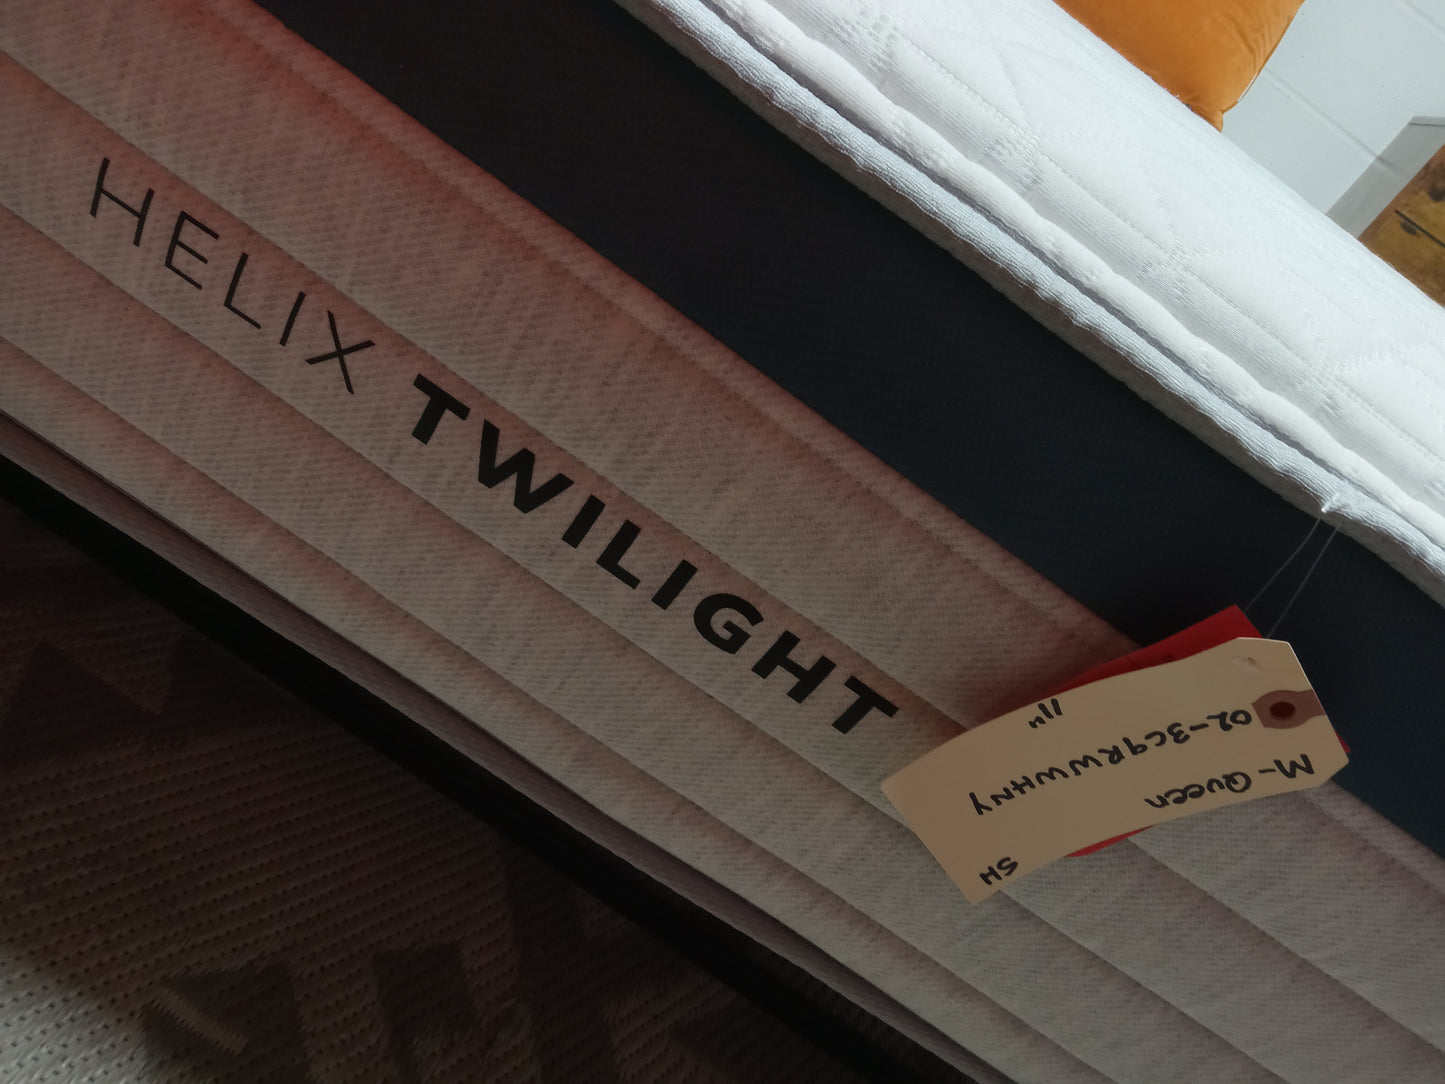 HELIX TWILIGHT
M-Queen
02-3C9RWWHNY
11"
SH